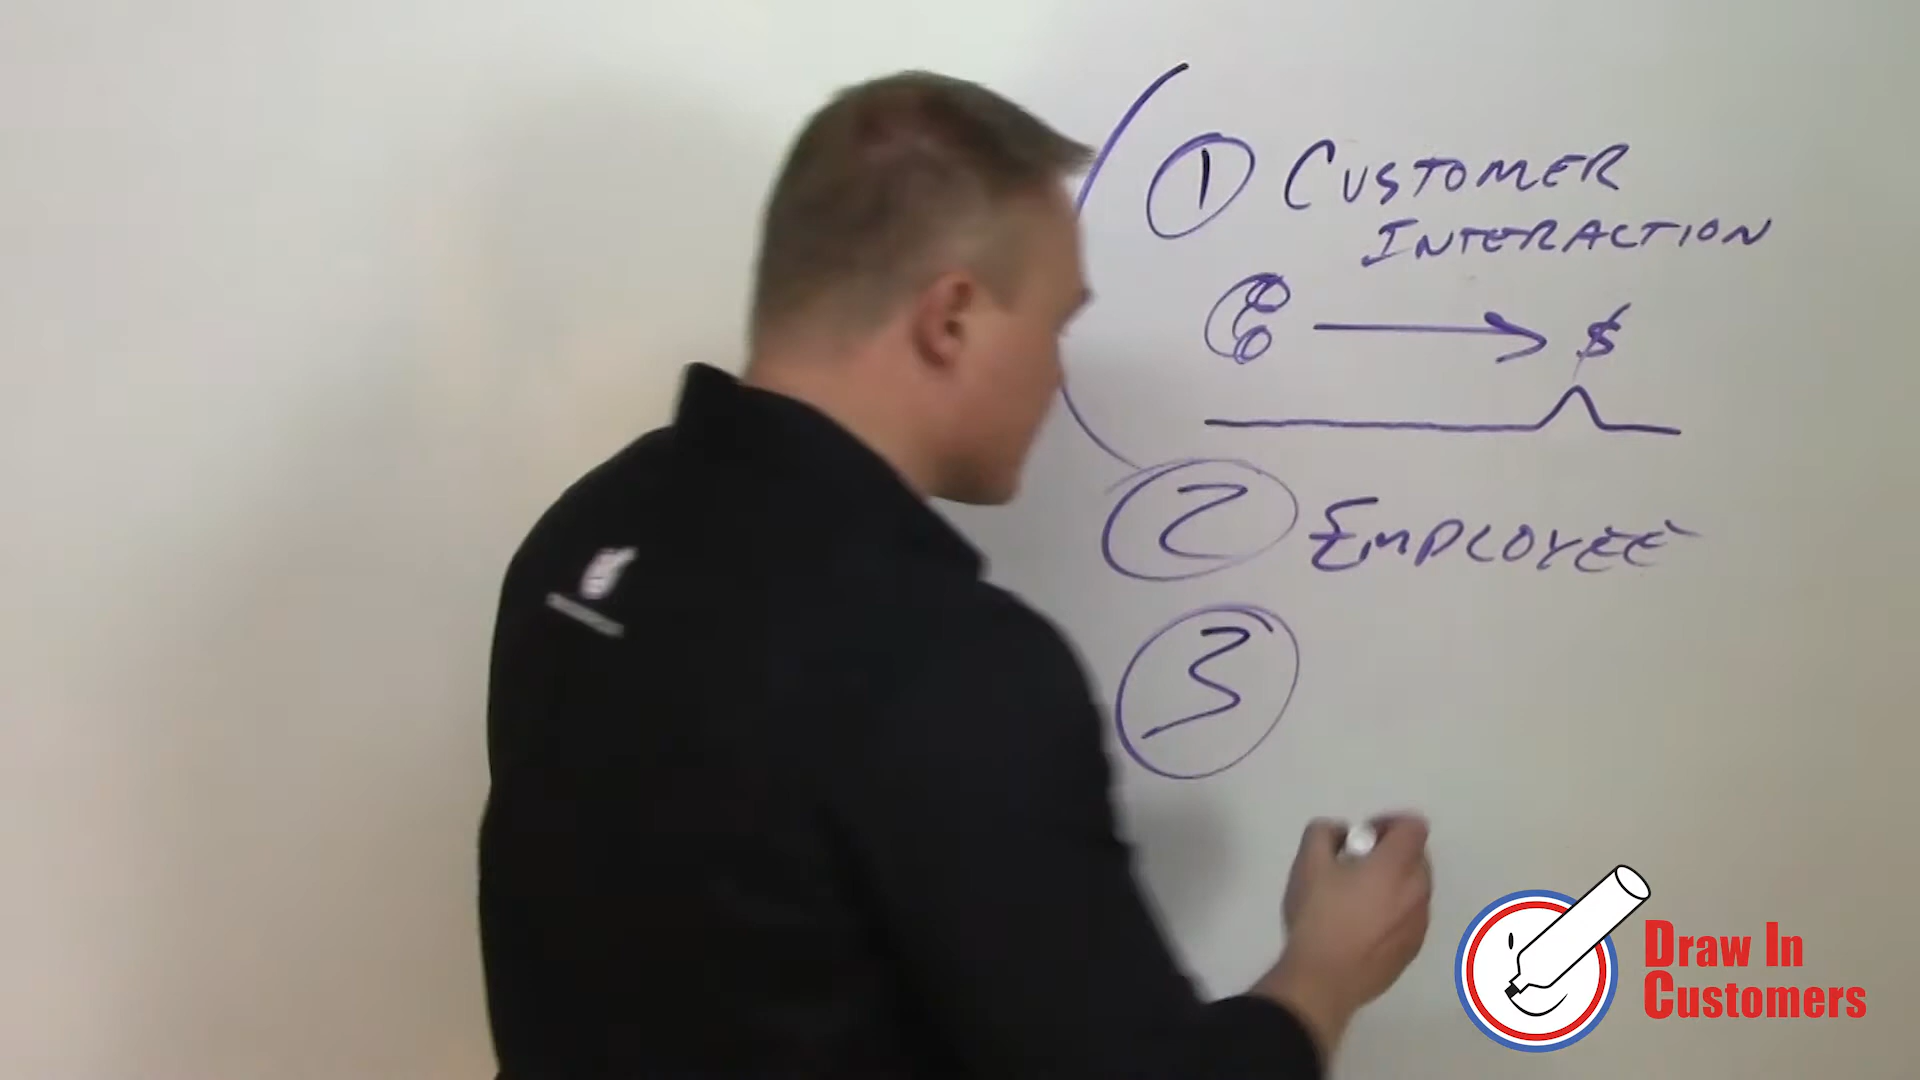 1 CUSTOMER
INTERACTION
$
2 EMPLOYEE
3
Draw In
Customers